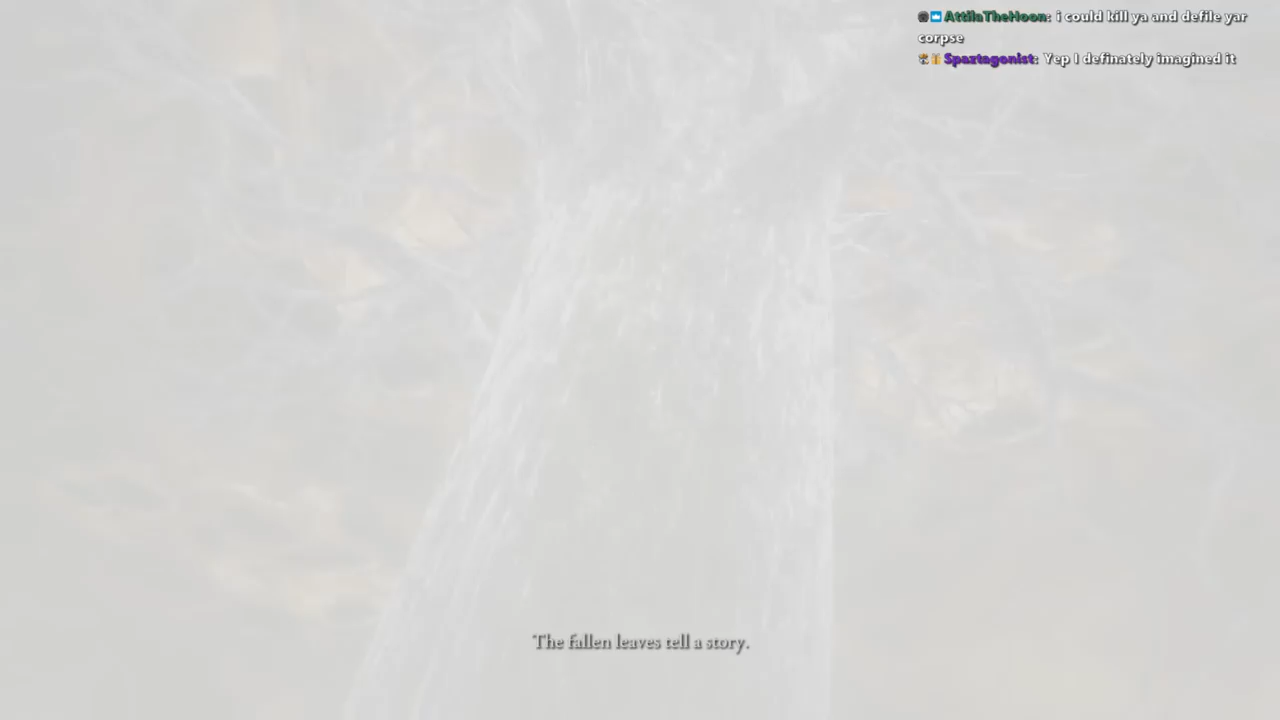 AttilaTheHoon: i could kill ya and defile yar
corpse
Spaztagonist: Yep I definately imagined it
The fallen leaves tell a story.